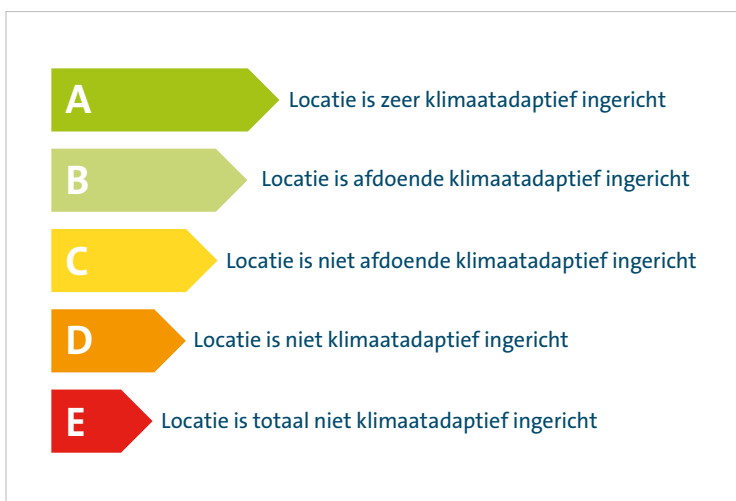 A Locatie is zeer klimaatadaptief ingericht
B Locatie is afdoende klimaatadaptief ingericht
C Locatie is niet afdoende klimaatadaptief ingericht
D Locatie is niet klimaatadaptief ingericht
E Locatie is totaal niet klimaatadaptief ingericht